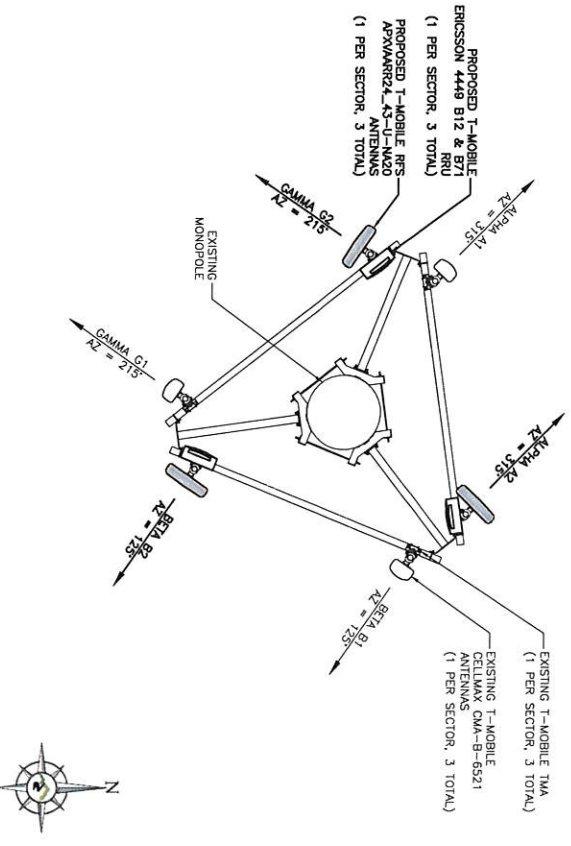 PROPOSED T-MOBILE
ERICSSON 4449 B12 & B71
RRU
(1 PER SECTOR, 3 TOTAL)
PROPOSED T-MOBILE RFS
APXVAARR24_43-U-NA20
ANTENNAS
(1 PER SECTOR, 3 TOTAL)
GAMMA G2
AZ = 215°
ALPHA A1
AZ = 315°
EXISTING
MONOPOLE
GAMMA G1
AZ = 215°
ALPHA A2
AZ = 315°
BETA B2
AZ = 125°
BETA B1
AZ = 125°
EXISTING T-MOBILE TMA
(1 PER SECTOR, 3 TOTAL)
EXISTING T-MOBILE
CELLMAX CMA-B-6521
ANTENNAS
(1 PER SECTOR, 3 TOTAL)
N